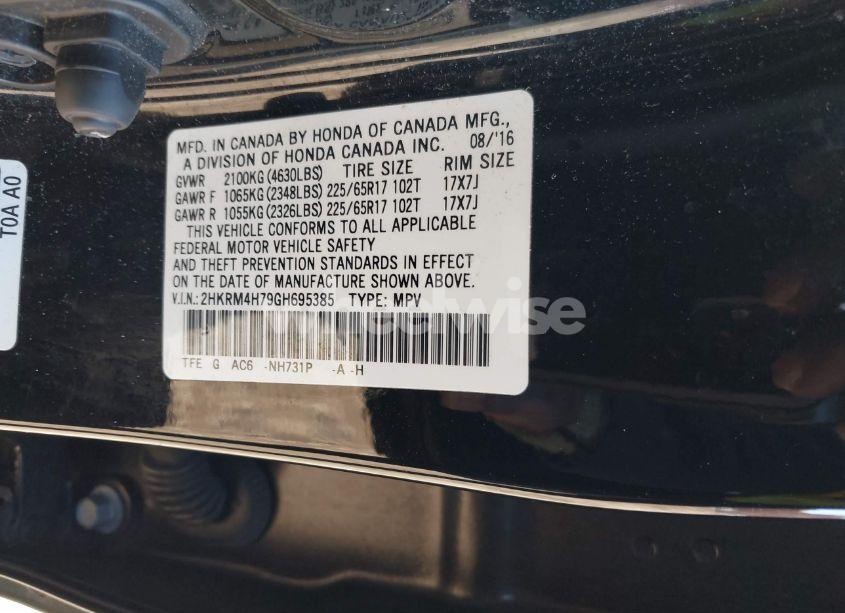 MFD. IN CANADA BY HONDA OF CANADA MFG.,
A DIVISION OF HONDA CANADA INC. 08/'16
GVWR 2100KG (4630LBS) TIRE SIZE RIM SIZE
GAWR F 1065KG (2348LBS) 225/65R17 102T 17X7J
GAWR R 1055KG (2326LBS) 225/65R17 102T 17X7J
THIS VEHICLE CONFORMS TO ALL APPLICABLE
FEDERAL MOTOR VEHICLE SAFETY
AND THEFT PREVENTION STANDARDS IN EFFECT
ON THE DATE OF MANUFACTURE SHOWN ABOVE.
V.I.N.: 2HKRM4H79GH695385 TYPE: MPV
TFE G AC6 -NH731P -A -H
T0A A0
wheelwise